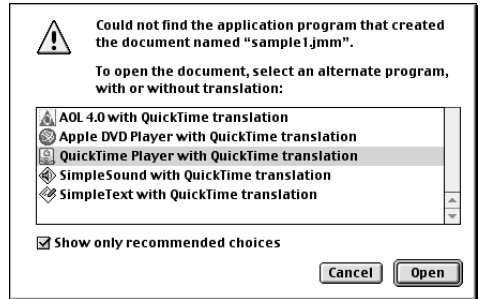 Could not find the application program that created
the document named “sample1.jmm”.
To open the document, select an alternate program,
with or without translation:
AOL 4.0 with QuickTime translation
Apple DVD Player with QuickTime translation
QuickTime Player with QuickTime translation
SimpleSound with QuickTime translation
SimpleText with QuickTime translation
Show only recommended choices
Cancel Open